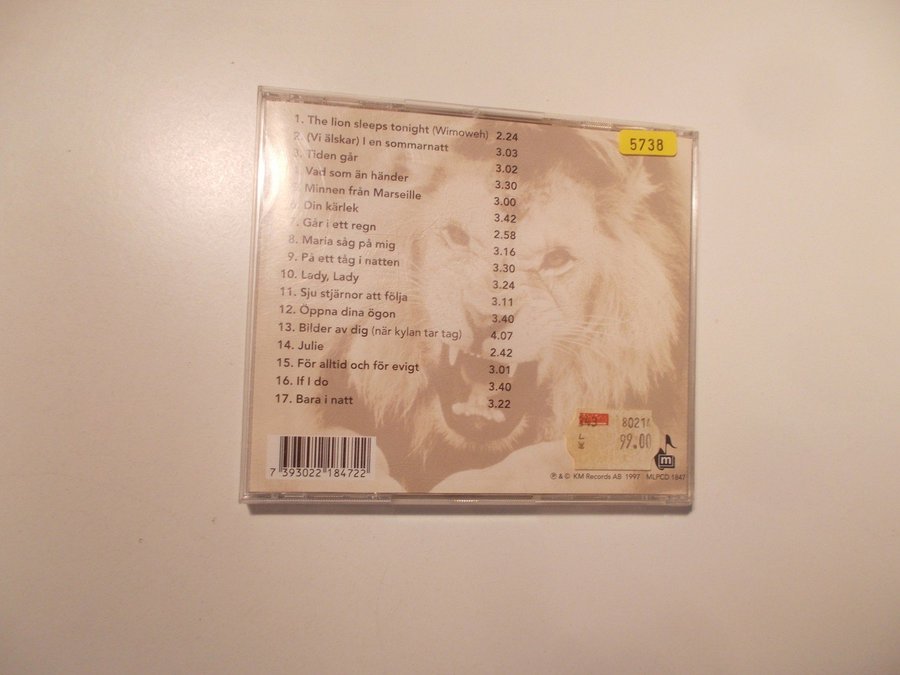 1. The lion sleeps tonight (Wimoweh) 2.24
2. (Vi älskar) I en sommarnatt 3.03
3. Tiden går 3.02
4. Vad som än händer 3.30
5. Minnen från Marseille 3.00
6. Din kärlek 3.42
7. Går i ett regn 2.58
8. Maria såg på mig 3.16
9. På ett tåg i natten 3.30
10. Lady, Lady 3.24
11. Sju stjärnor att följa 3.11
12. Öppna dina ögon 3.40
13. Bilder av dig (när kylan tar tag) 4.07
14. Julie 2.42
15. För alltid och för evigt 3.01
16. If I do 3.40
17. Bara i natt 3.22
5738
99.00
m
7 393022 184722
℗ & © KM Records AB 1997 MLPCD 1847